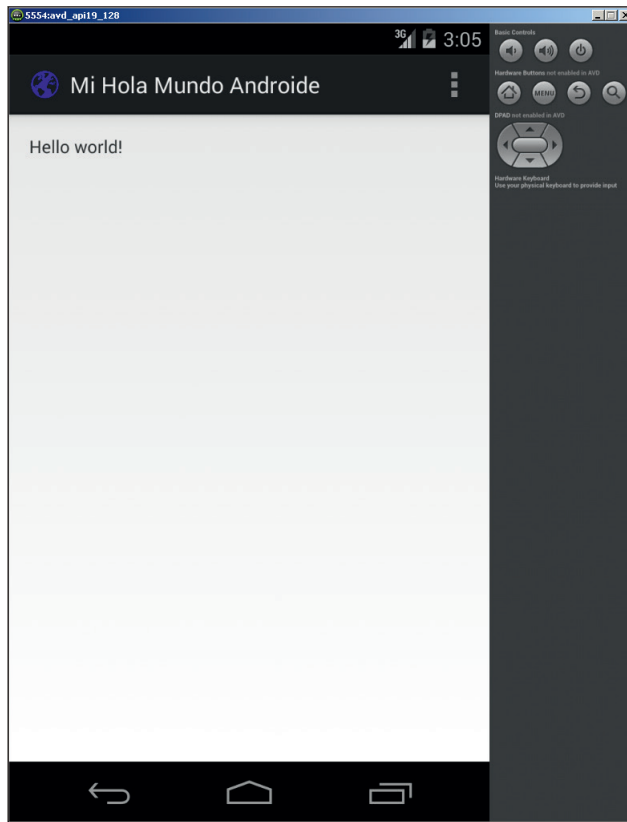 5554:avd_api19_128
3G 3:05
Mi Hola Mundo Androide
Hello world!
Basic Controls
Hardware Buttons not enabled in AVD
MENU
DPAD not enabled in AVD
Hardware Keyboard
Use your physical keyboard to provide input